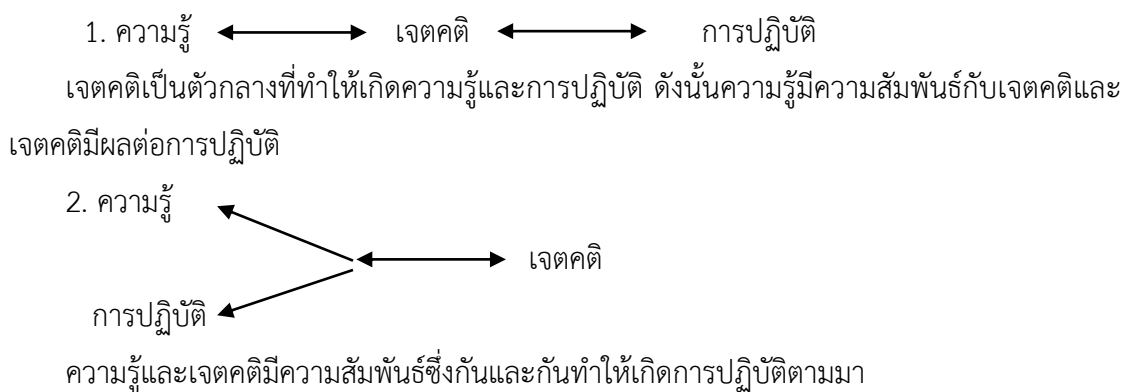 1. ความรู้ เจตคติ การปฏิบัติ
เจตคติเป็นตัวกลางที่ทำให้เกิดความรู้และการปฏิบัติ ดังนั้นความรู้มีความสัมพันธ์กับเจตคติและ
เจตคติมีผลต่อการปฏิบัติ
2. ความรู้
เจตคติ
การปฏิบัติ
ความรู้และเจตคติมีความสัมพันธ์ซึ่งกันและกันทำให้เกิดการปฏิบัติตามมา